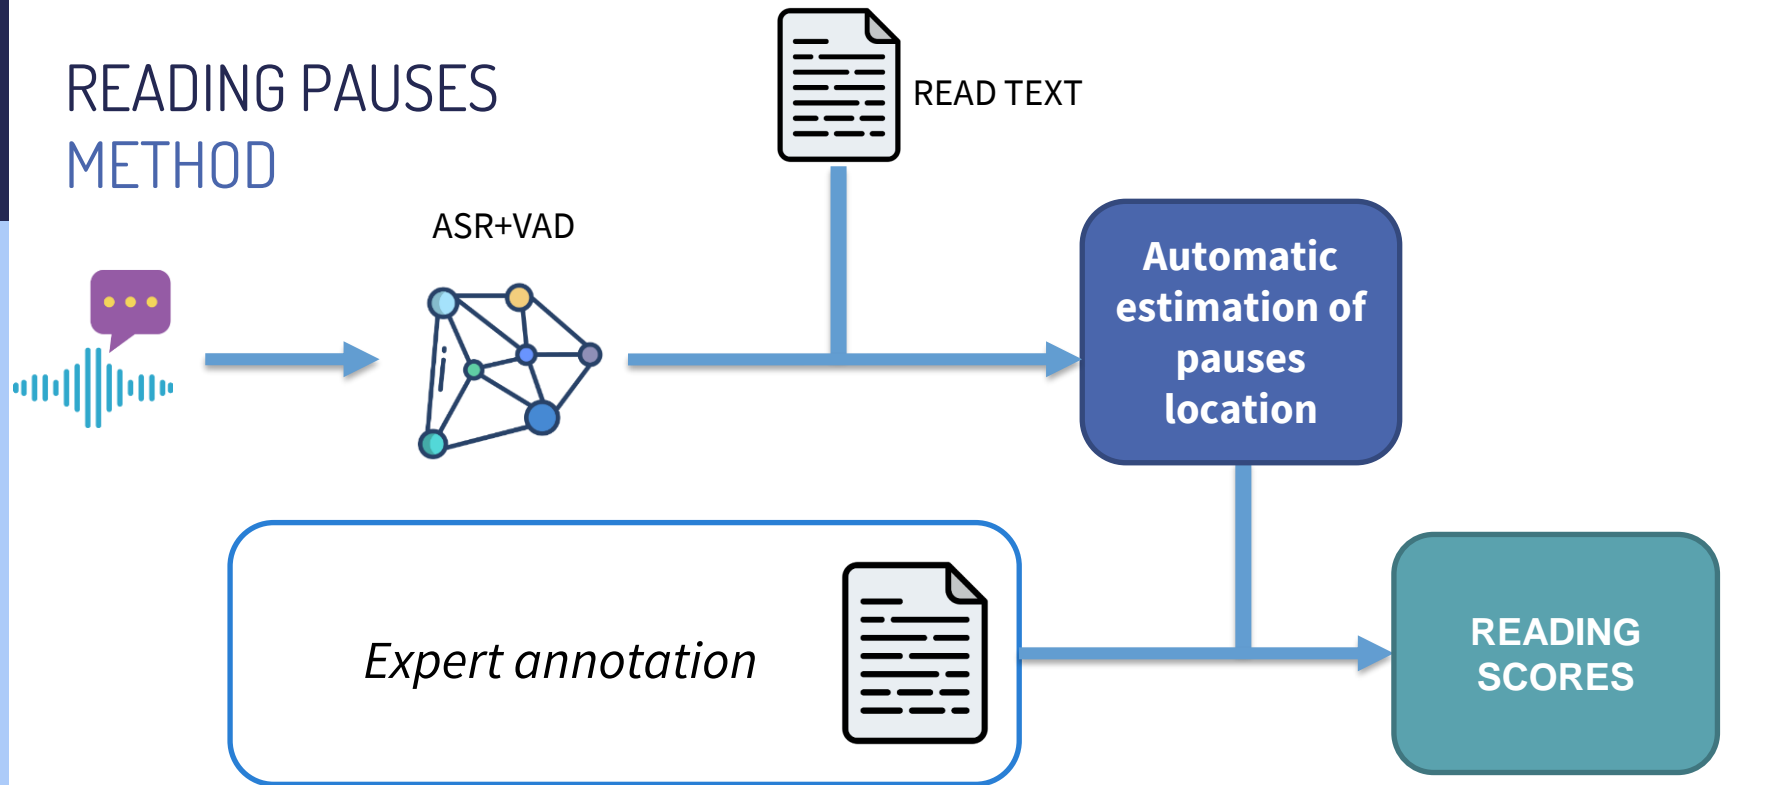 READING PAUSES
METHOD
READ TEXT
ASR+VAD
Automatic
estimation of
pauses
location
Expert annotation
READING
SCORES